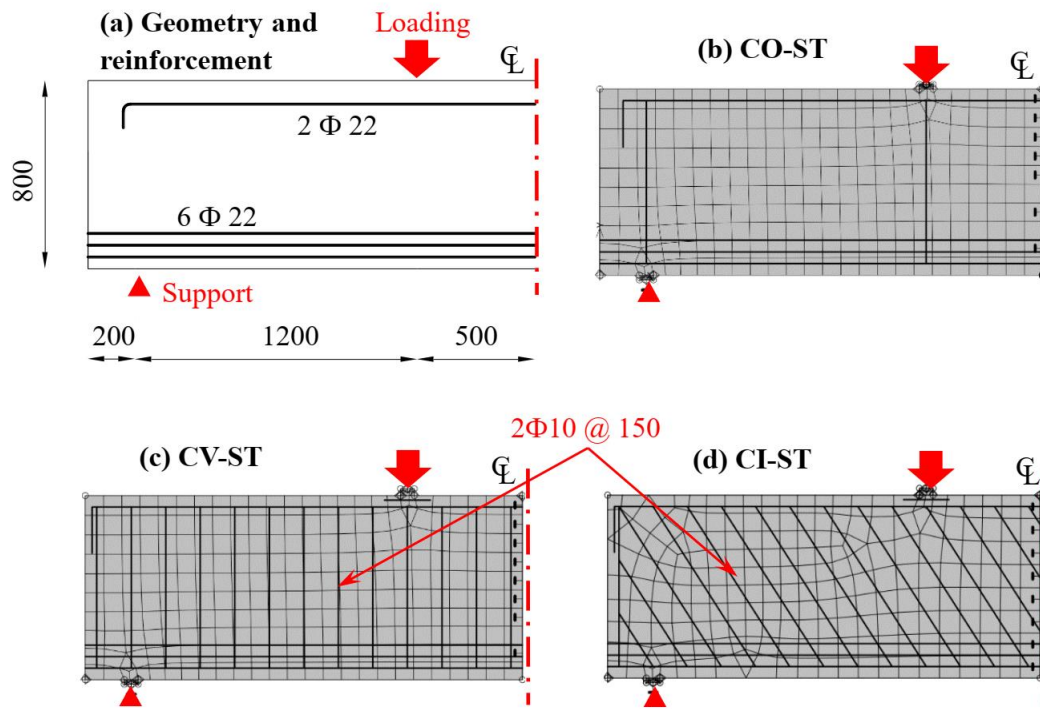 (a) Geometry and
reinforcement
Loading
℄
2 Φ 22
6 Φ 22
800
Support
200
1200
500
(b) CO-ST
℄
(c) CV-ST
℄
2Φ10 @ 150
(d) CI-ST
℄